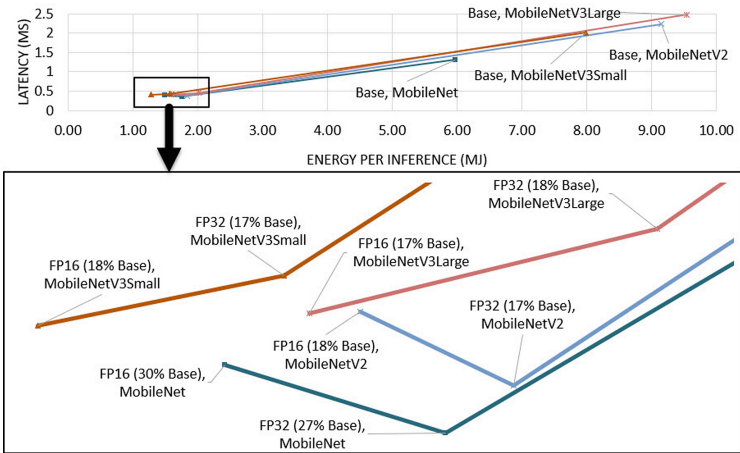 LATENCY (MS)
2.5
2
1.5
1
0.5
0
Base, MobileNetV3Large
Base, MobileNetV2
Base, MobileNetV3Small
Base, MobileNet
0.00 1.00 2.00 3.00 4.00 5.00 6.00 7.00 8.00 9.00 10.00
ENERGY PER INFERENCE (MJ)
FP32 (18% Base),
MobileNetV3Large
FP32 (17% Base),
MobileNetV3Small
FP16 (17% Base),
MobileNetV3Large
FP16 (18% Base),
MobileNetV3Small
FP32 (17% Base),
MobileNetV2
FP16 (18% Base),
MobileNetV2
FP16 (30% Base),
MobileNet
FP32 (27% Base),
MobileNet